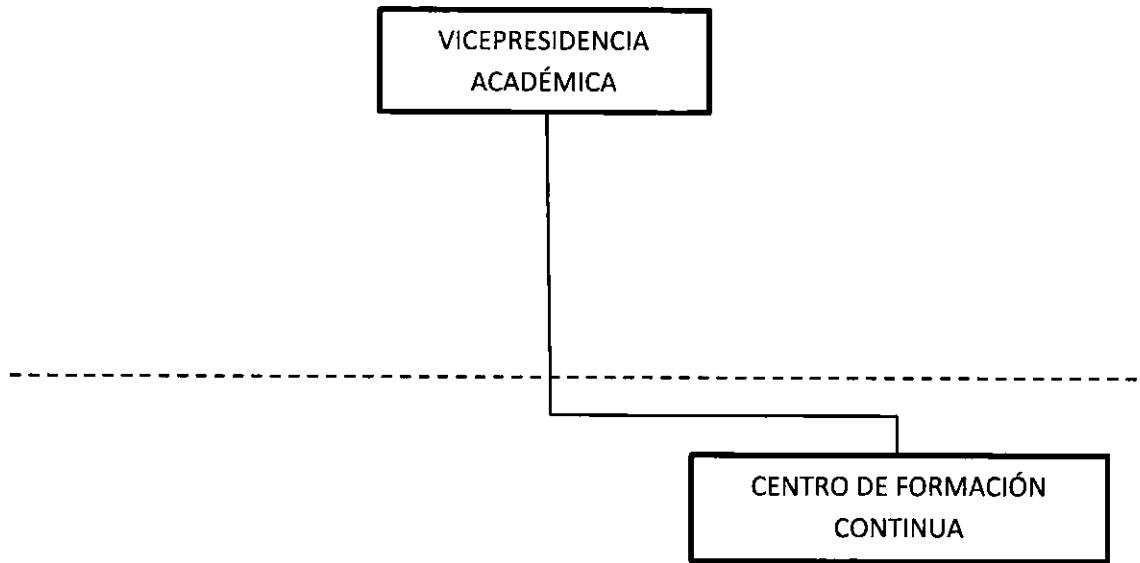 VICEPRESIDENCIA
ACADÉMICA
CENTRO DE FORMACIÓN
CONTINUA